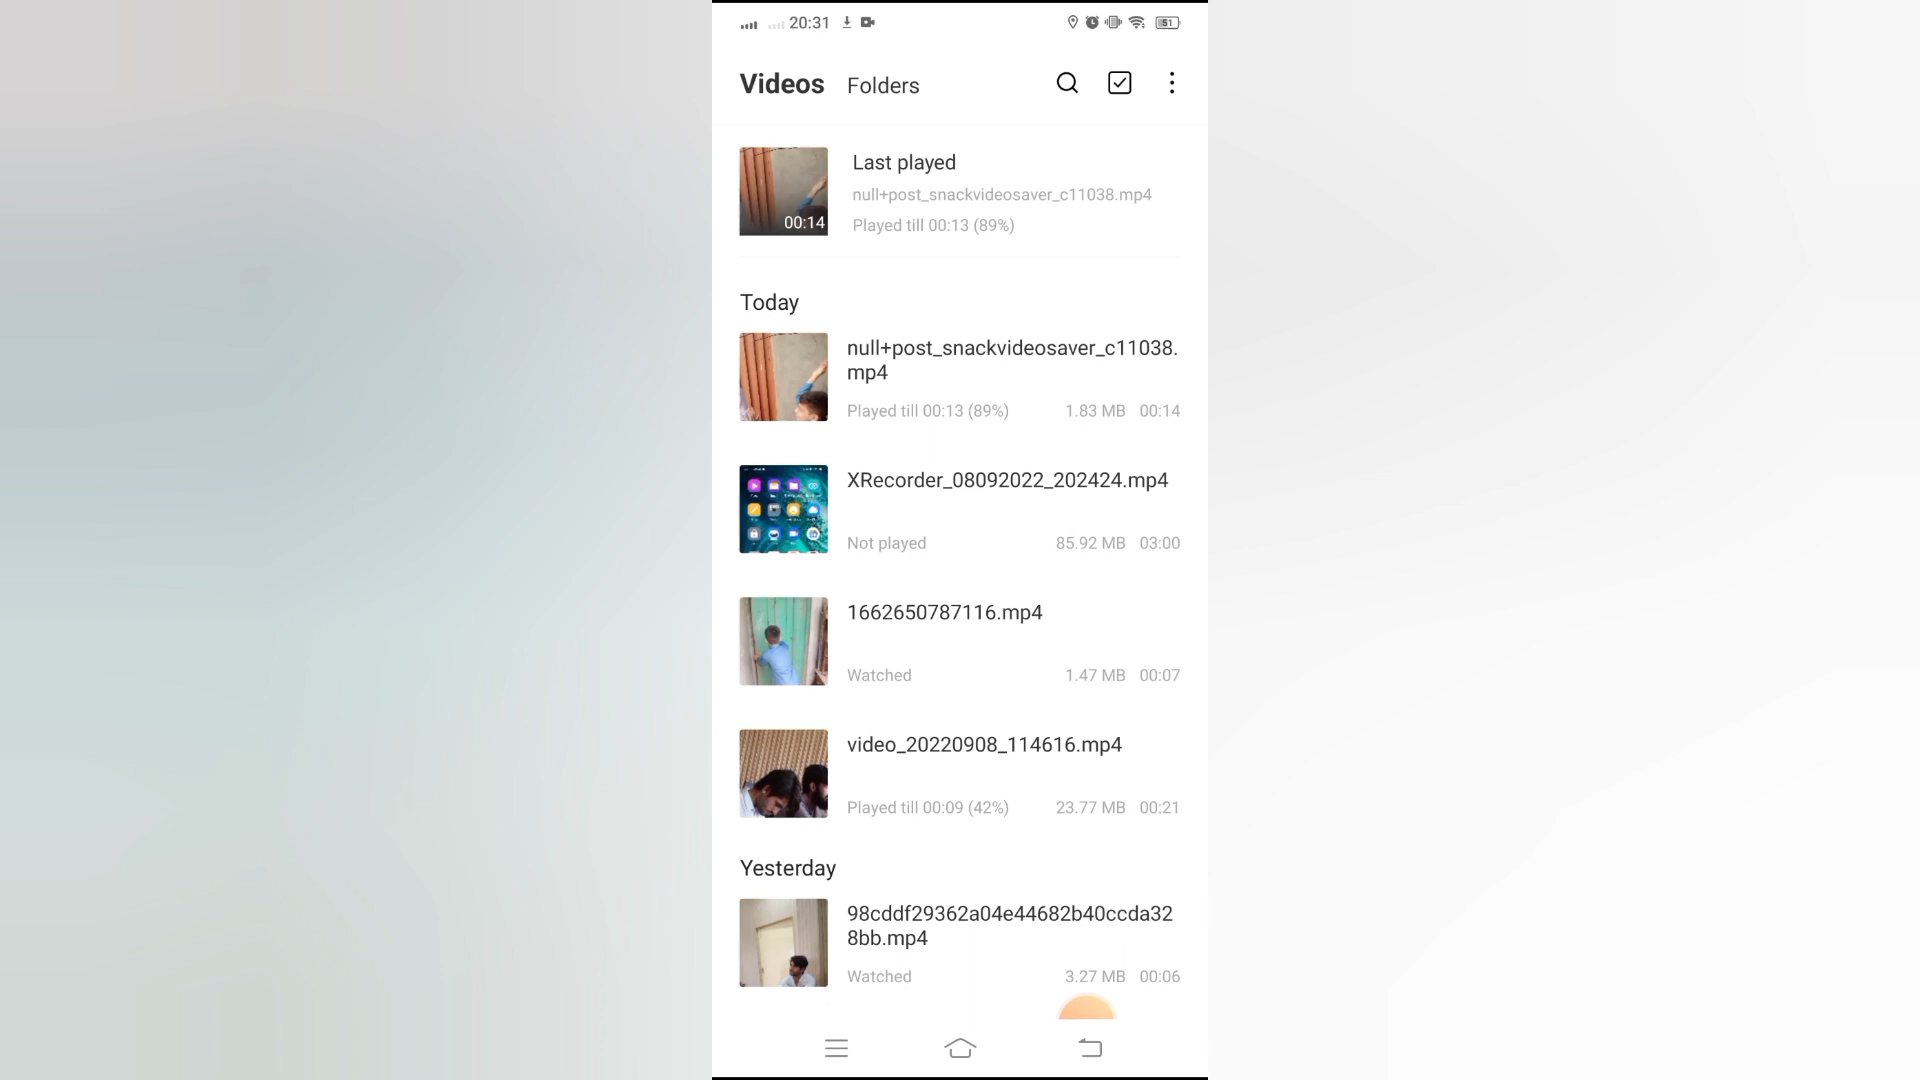 20:31
51
Videos Folders
00:14
Last played
null+post_snackvideosaver_c11038.mp4
Played till 00:13 (89%)
Today
null+post_snackvideosaver_c11038.
mp4
Played till 00:13 (89%) 1.83 MB 00:14
XRecorder_08092022_202424.mp4
Not played 85.92 MB 03:00
1662650787116.mp4
Watched 1.47 MB 00:07
video_20220908_114616.mp4
Played till 00:09 (42%) 23.77 MB 00:21
Yesterday
98cddf29362a04e44682b40ccda32
8bb.mp4
Watched 3.27 MB 00:06